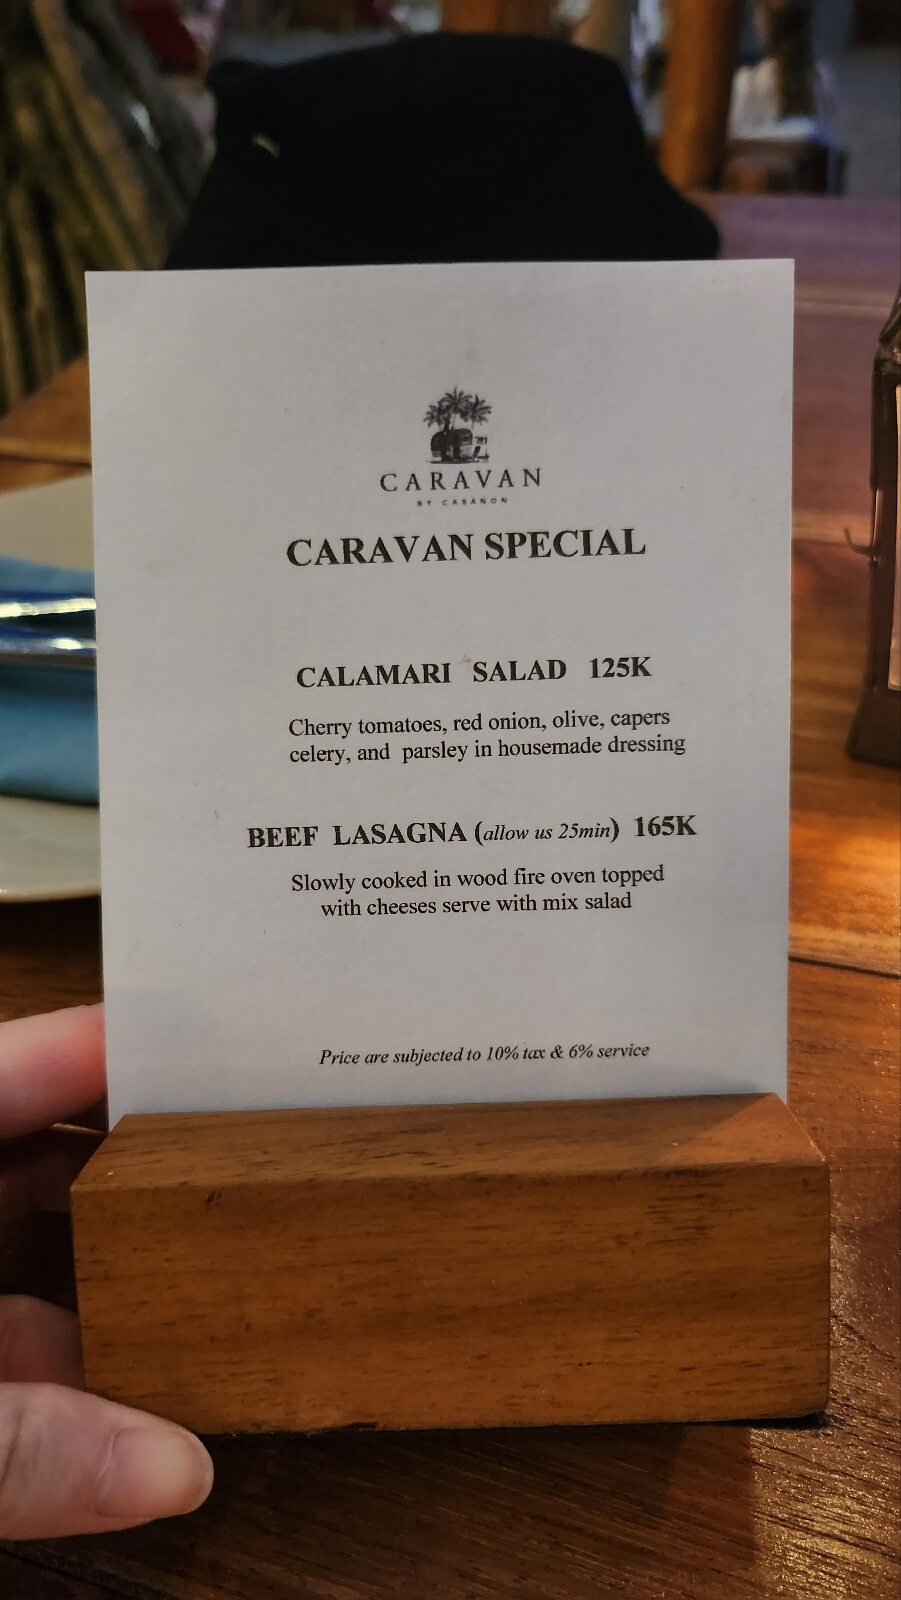 CARAVAN
BY CABANON
CARAVAN SPECIAL
CALAMARI SALAD 125K
Cherry tomatoes, red onion, olive, capers
celery, and parsley in housemade dressing
BEEF LASAGNA (allow us 25min) 165K
Slowly cooked in wood fire oven topped
with cheeses serve with mix salad
Price are subjected to 10% tax & 6% service